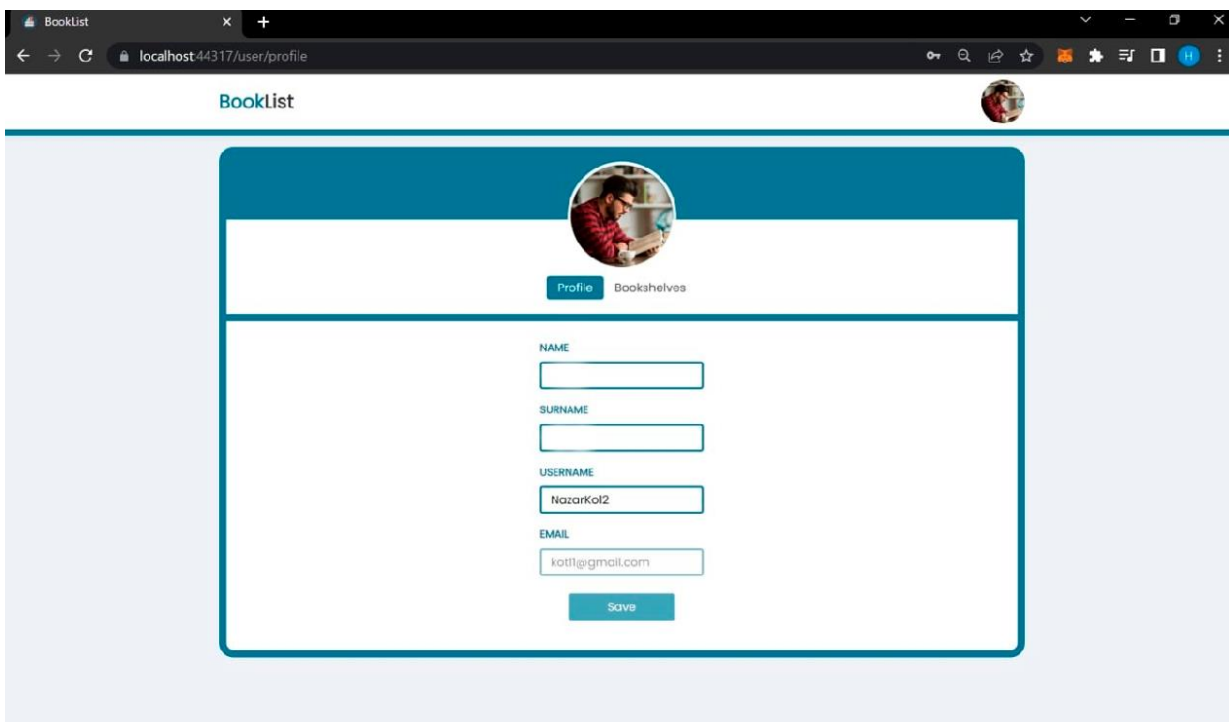 BookList
localhost:44317/user/profile
H
BookList
Profile Bookshelves
NAME
SURNAME
USERNAME
NazarKol2
EMAIL
kotl1@gmail.com
Save